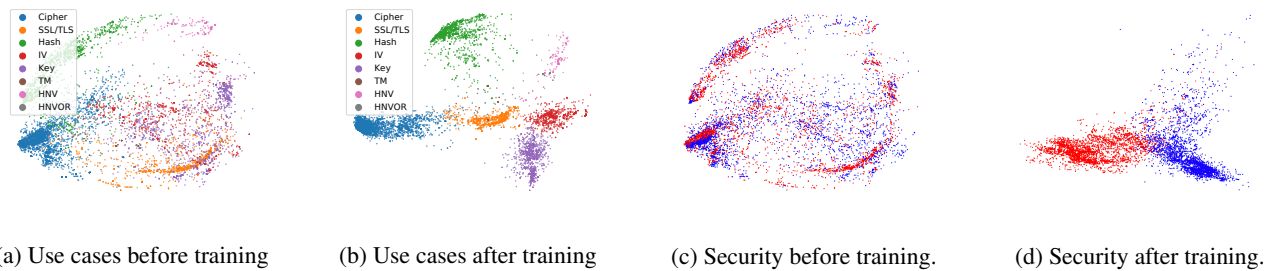 Cipher
SSL/TLS
Hash
IV
Key
TM
HNV
HNVOR
Cipher
SSL/TLS
Hash
IV
Key
TM
HNV
HNVOR
a) Use cases before training
(b) Use cases after training
(c) Security before training.
(d) Security after training.